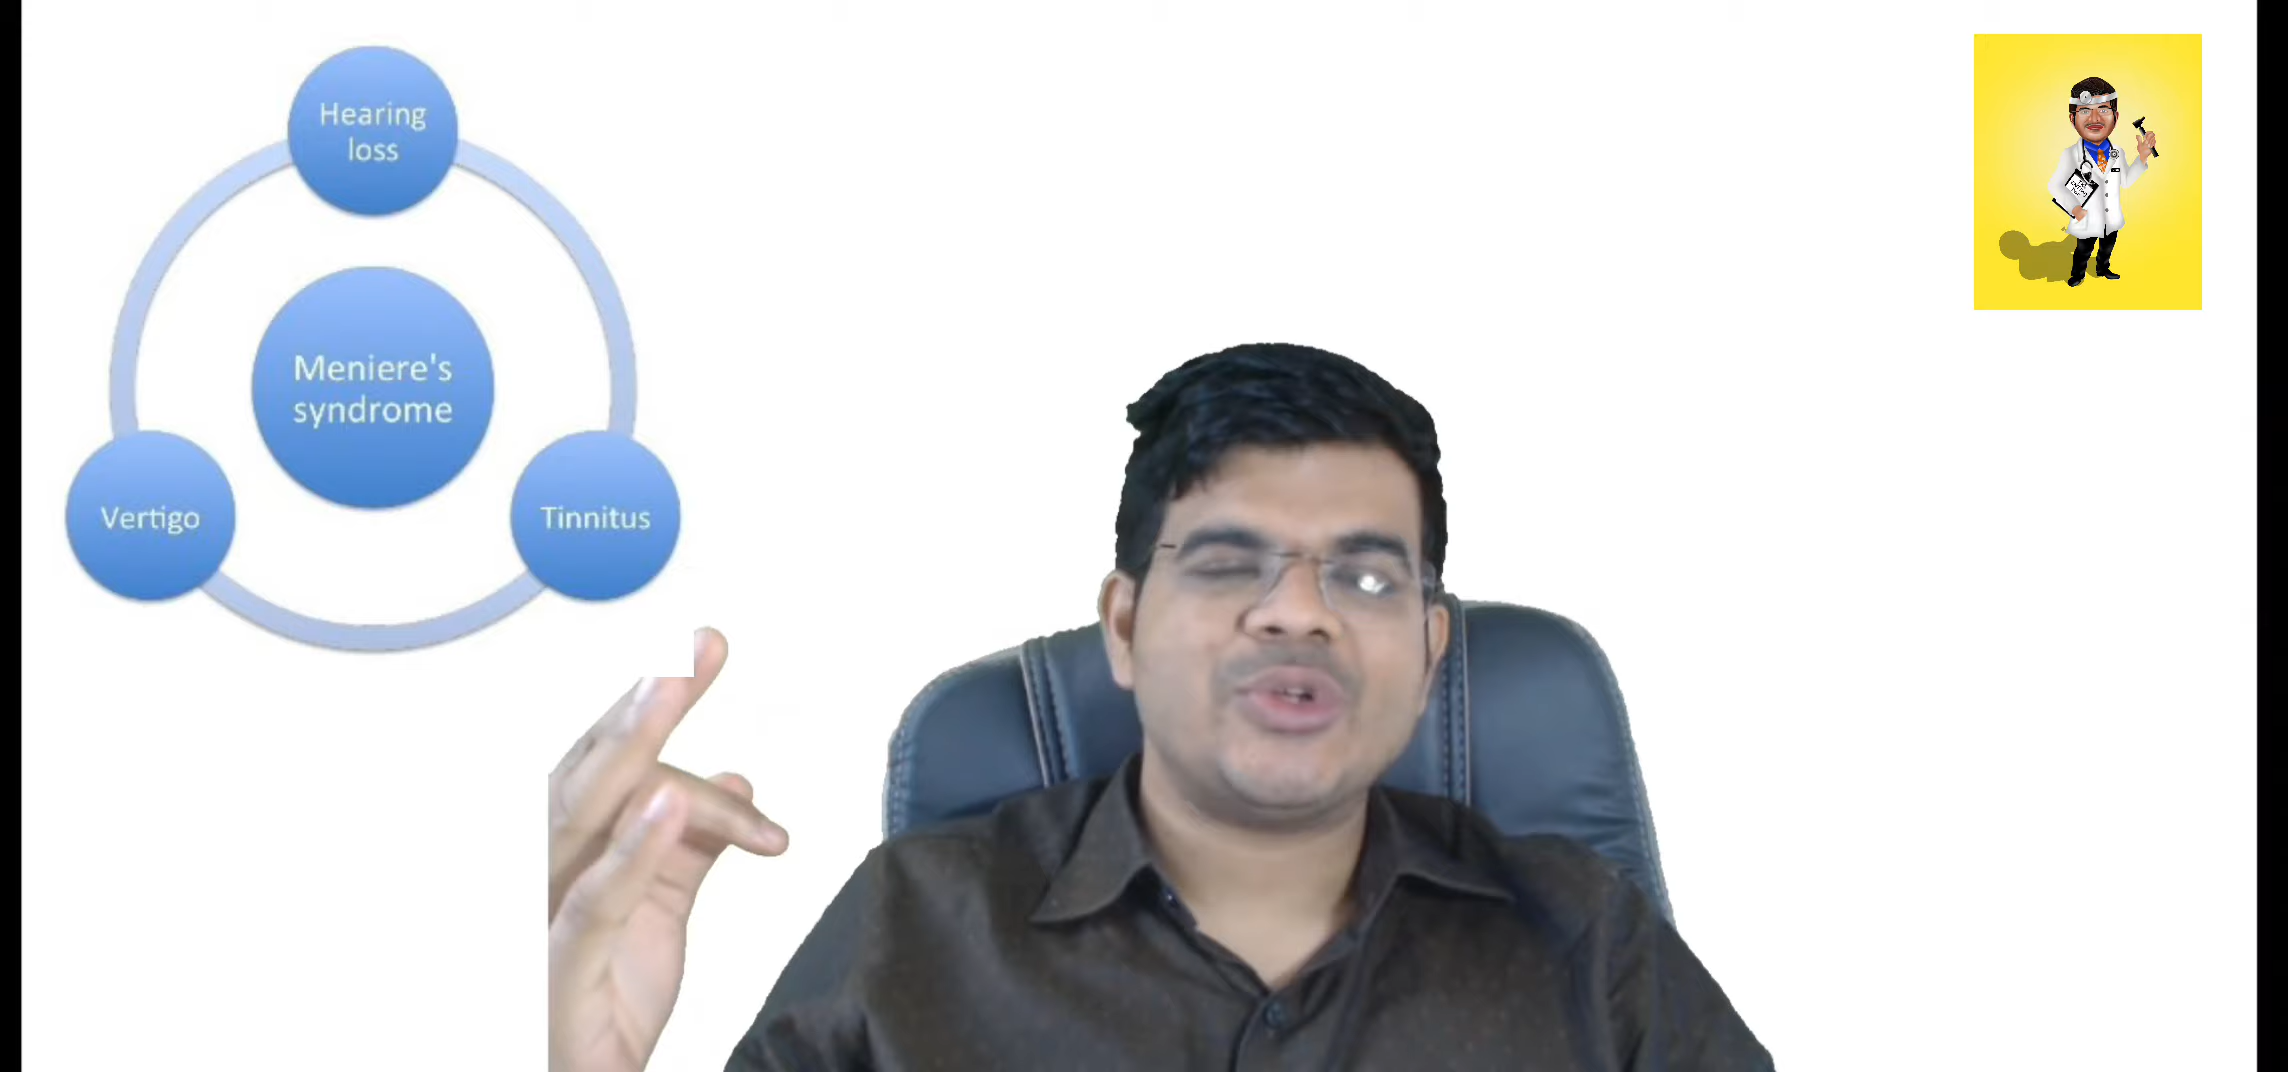 Hearing
loss
Meniere's
syndrome
Vertigo
Tinnitus